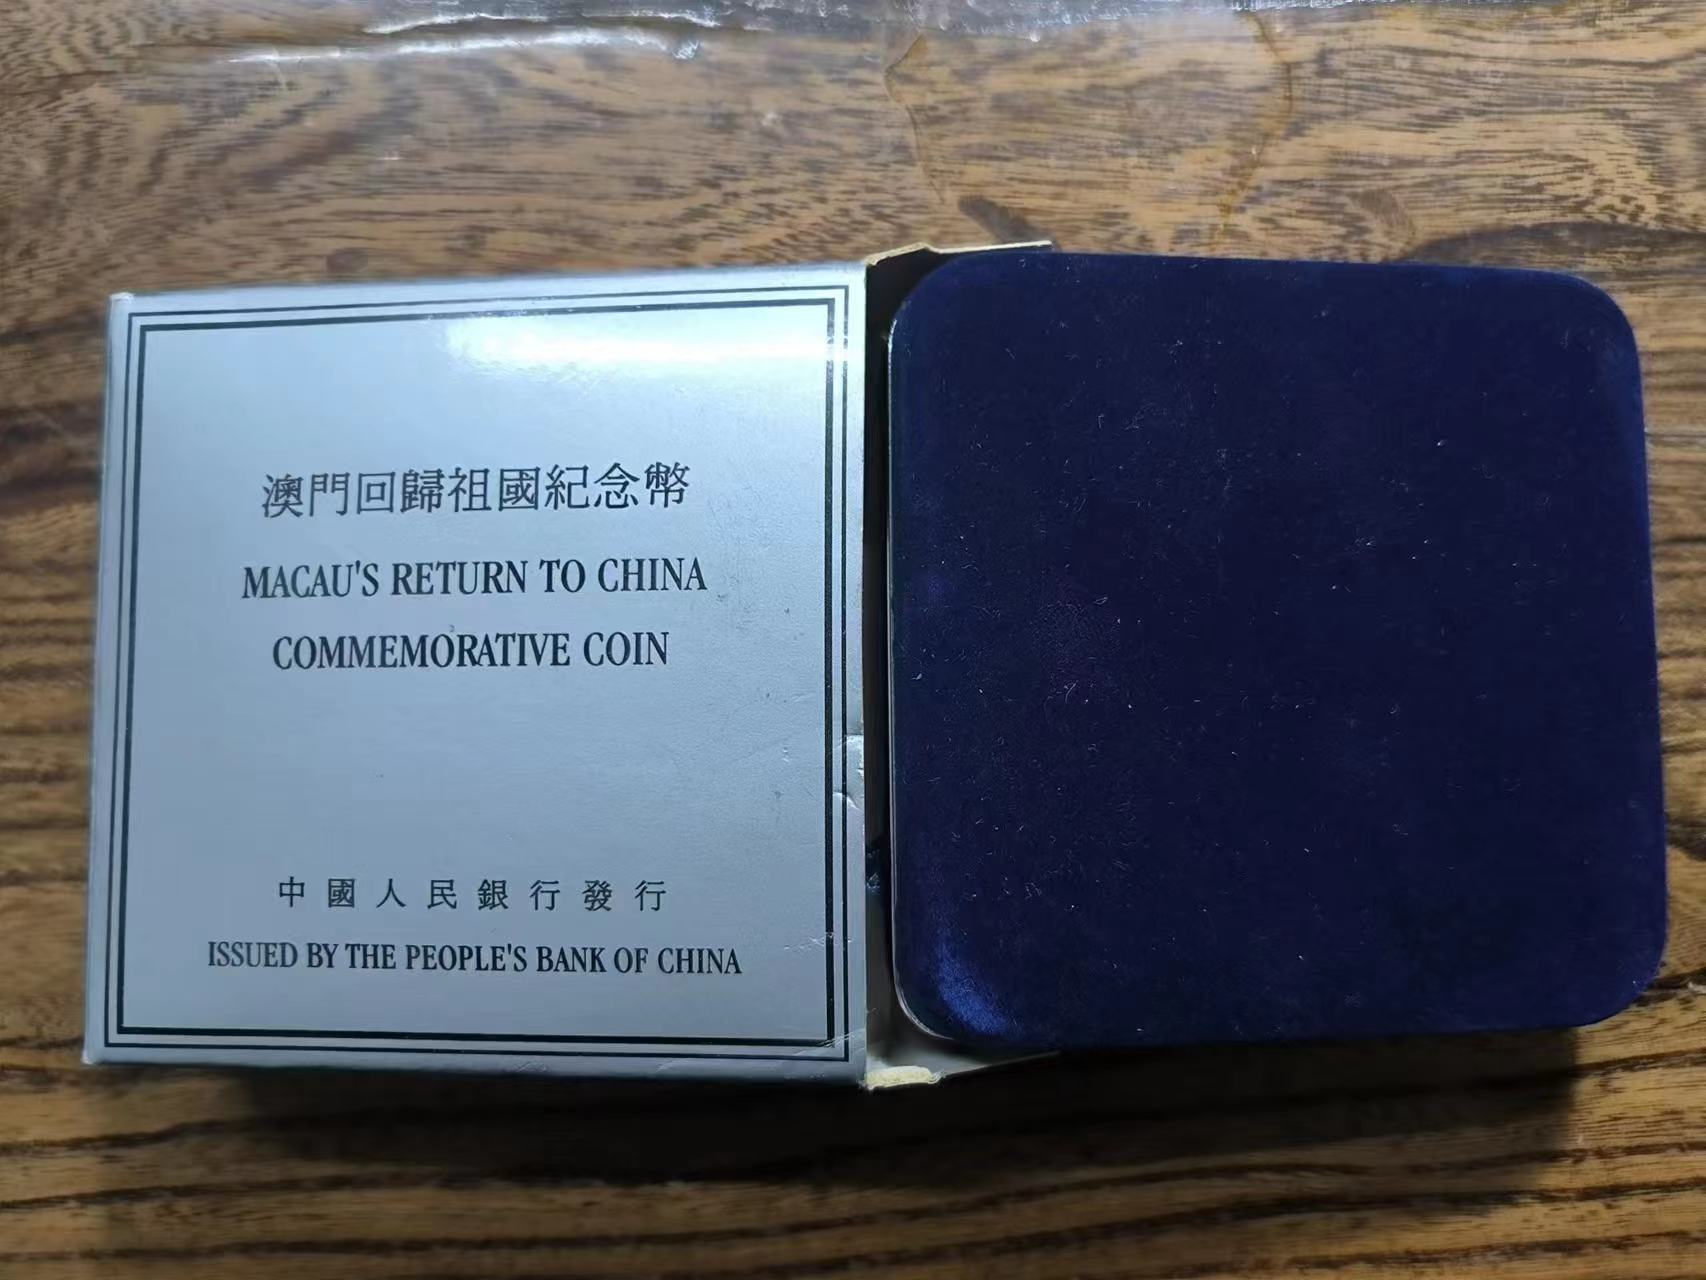 澳門回歸祖國紀念幣
MACAU'S RETURN TO CHINA
COMMEMORATIVE COIN
中國人民銀行發行
ISSUED BY THE PEOPLE'S BANK OF CHINA